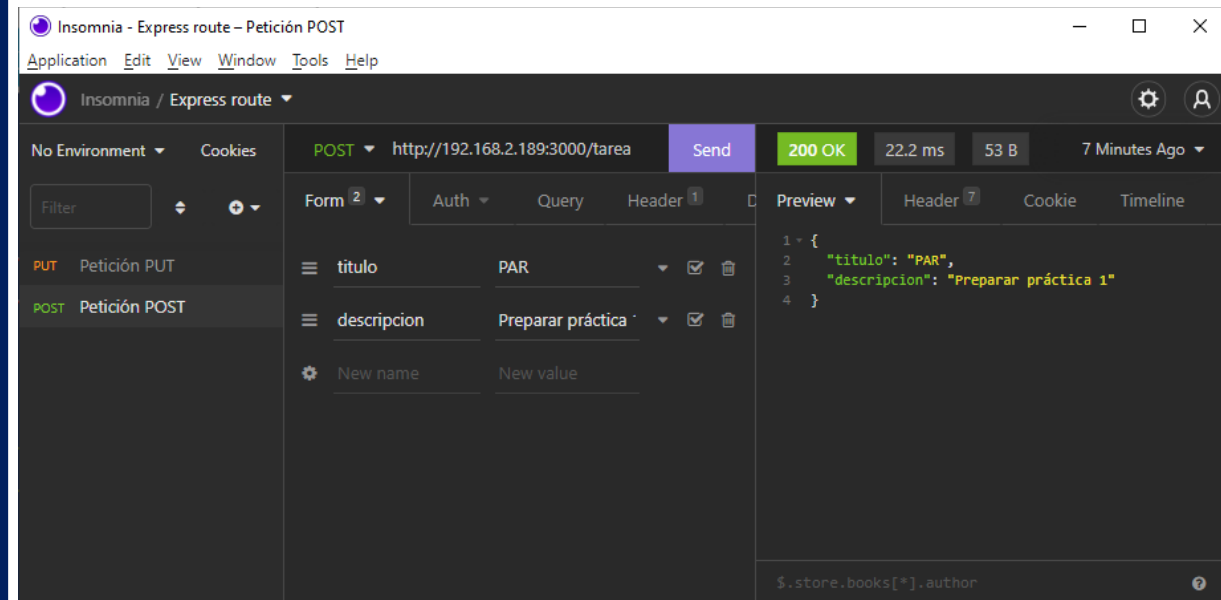 Insomnia - Express route – Petición POST
Application Edit View Window Tools Help
Insomnia / Express route
No Environment Cookies
POST http://192.168.2.189:3000/tarea Send
200 OK 22.2 ms 53 B 7 Minutes Ago
Filter
Form 2 Auth Query Header 1 D
Preview Header 7 Cookie Timeline
PUT Petición PUT
POST Petición POST
titulo PAR
descripcion Preparar práctica 1
New name New value
1 {
2 "titulo": "PAR",
3 "descripcion": "Preparar práctica 1"
4 }
$.store.books[*].author